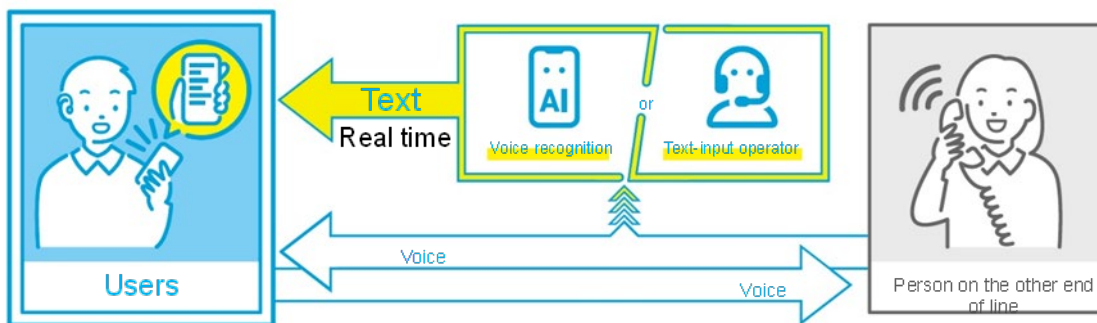 Text
Real time
AI
or
Voice recognition
Text-input operator
Voice
Voice
Users
Person on the other end
of line